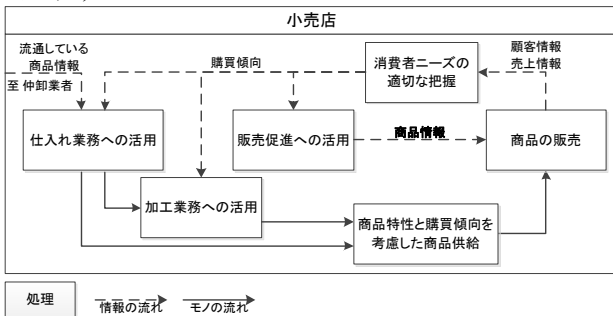 小売店
流通している
商品情報
至 仲卸業者
購買傾向
消費者ニーズの
適切な把握
顧客情報
売上情報
仕入れ業務への活用
販売促進への活用
商品情報
商品の販売
加工業務への活用
商品特性と購買傾向を
考慮した商品供給
処理
情報の流れ
モノの流れ